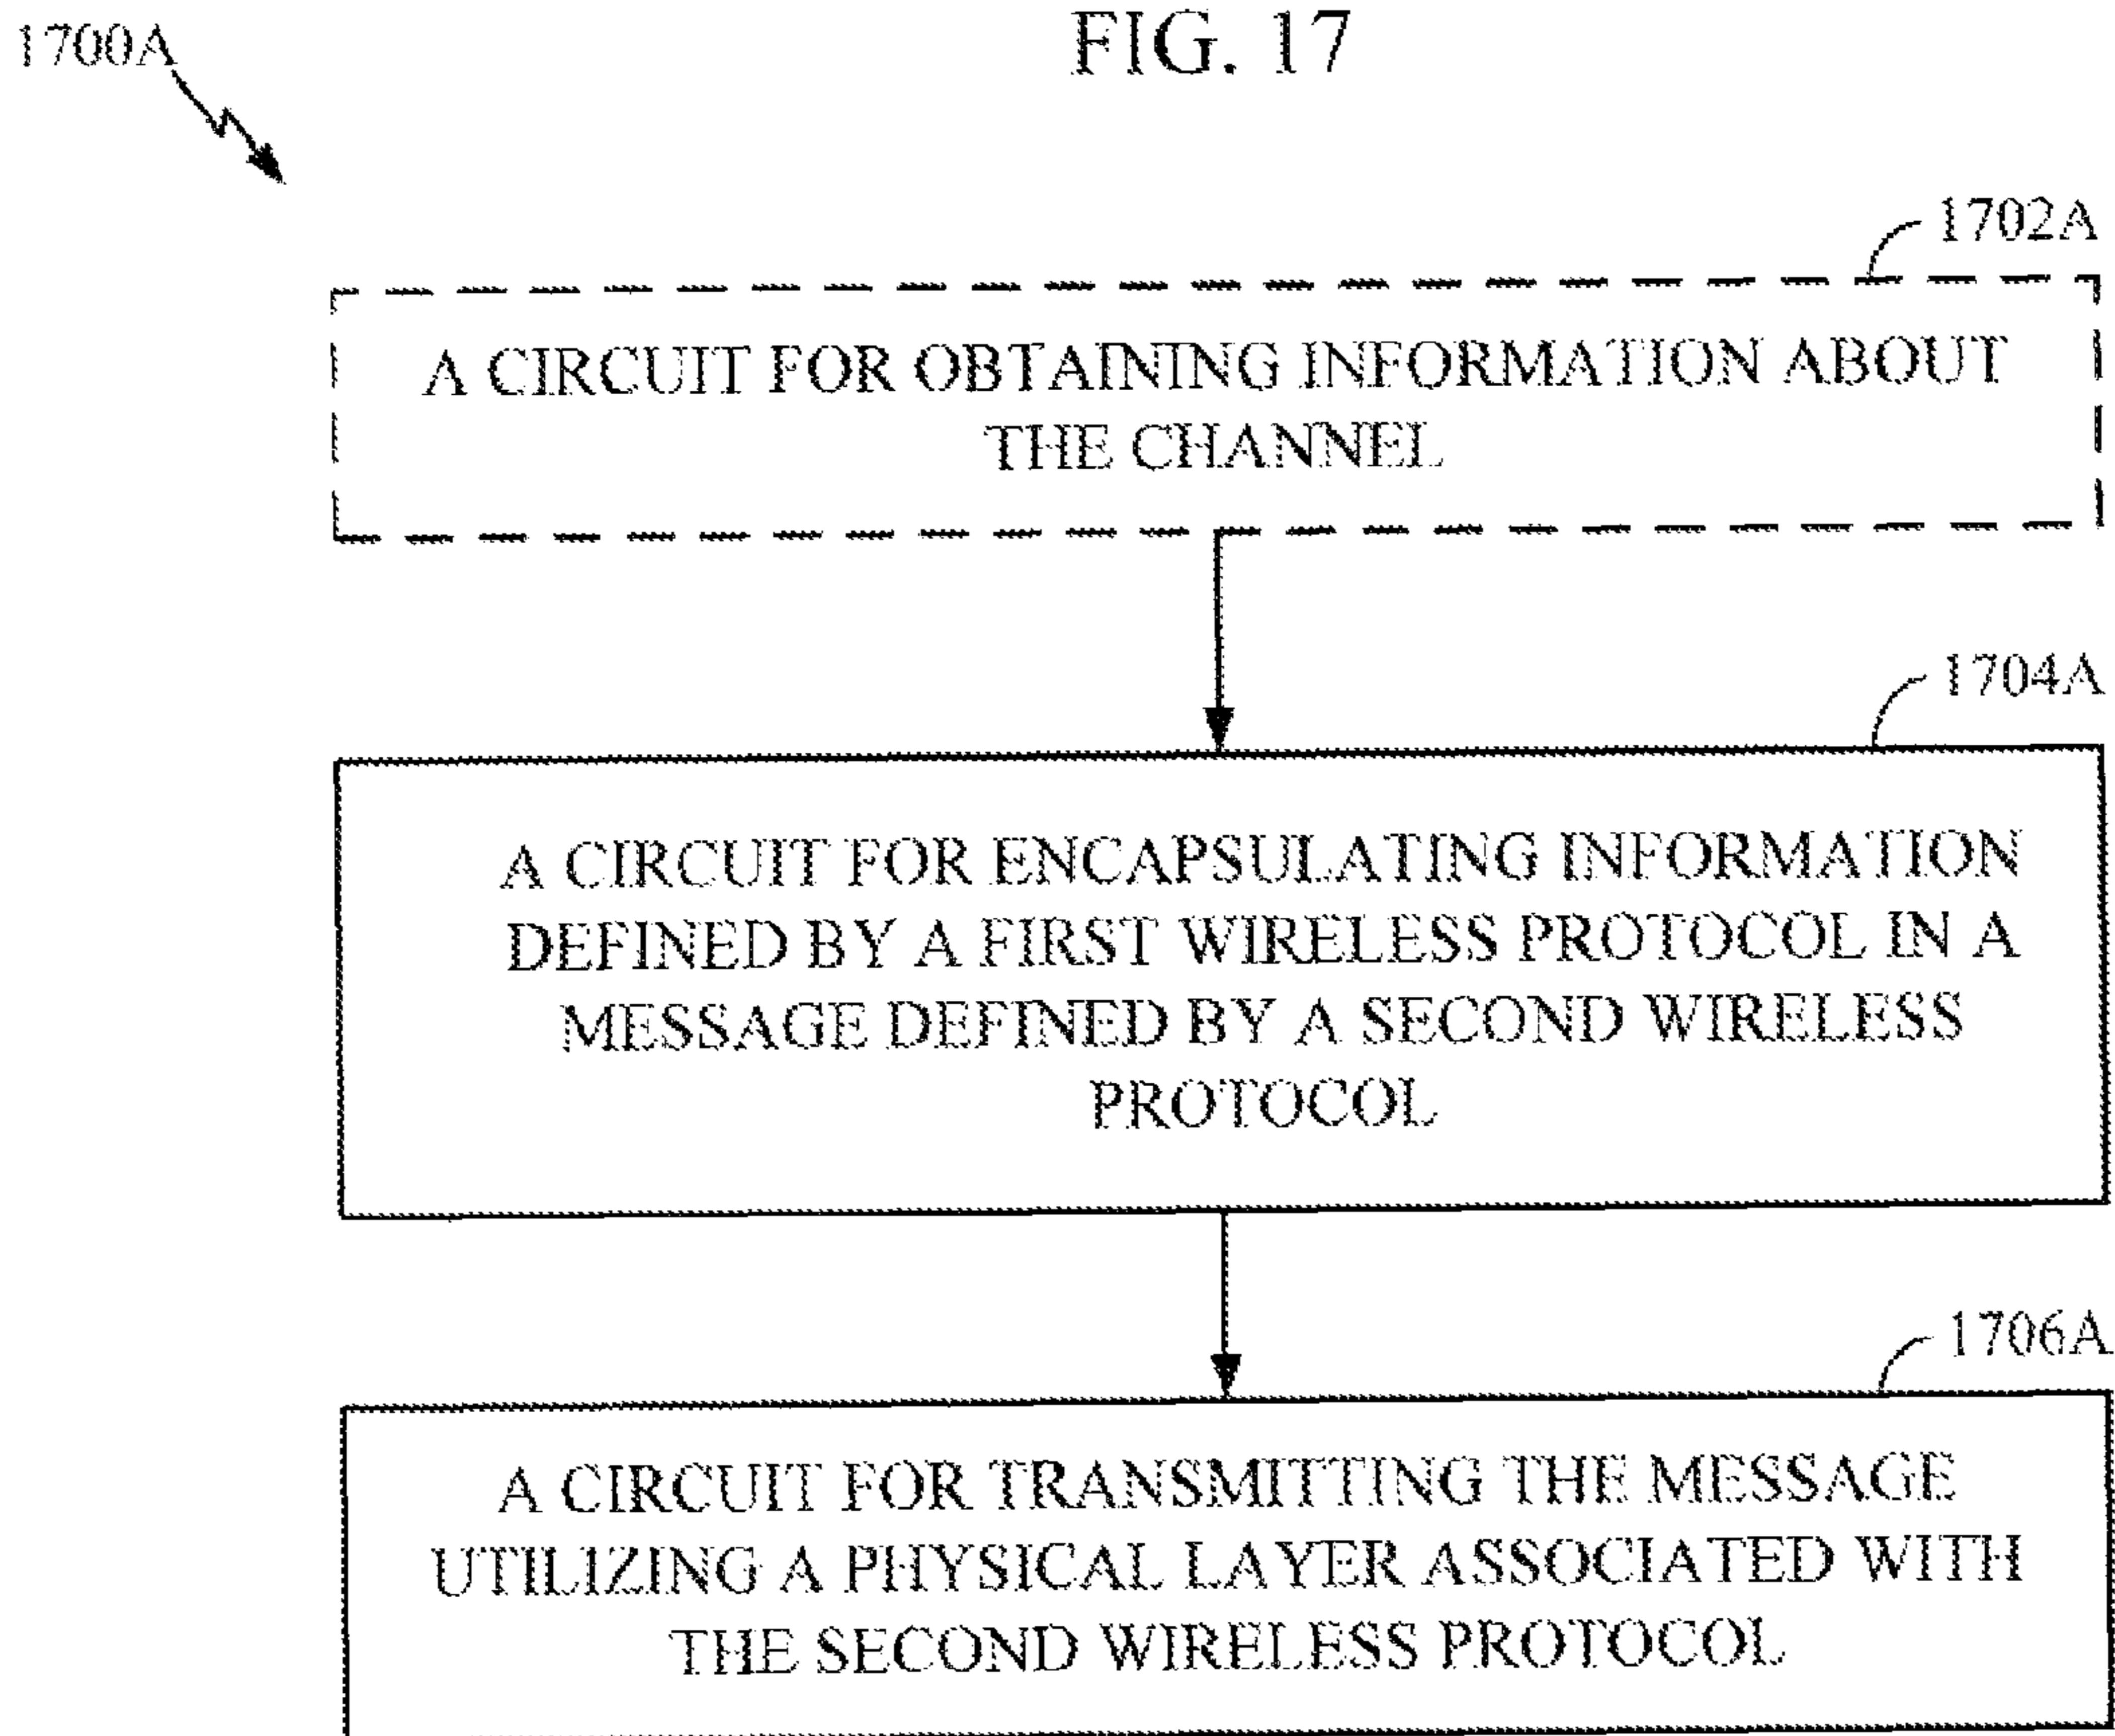 FIG. 17
1700A
1702A
A CIRCUIT FOR OBTAINING INFORMATION ABOUT
THE CHANNEL
1704A
A CIRCUIT FOR ENCAPSULATING INFORMATION
DEFINED BY A FIRST WIRELESS PROTOCOL IN A
MESSAGE DEFINED BY A SECOND WIRELESS
PROTOCOL
1706A
A CIRCUIT FOR TRANSMITTING THE MESSAGE
UTILIZING A PHYSICAL LAYER ASSOCIATED WITH
THE SECOND WIRELESS PROTOCOL